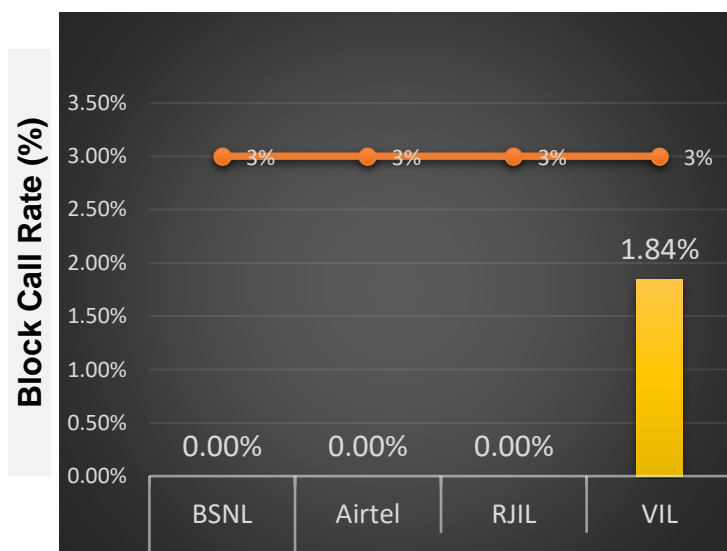 Block Call Rate (%)
3.50%
3.00%
2.50%
2.00%
1.50%
1.00%
0.50%
0.00%
3% 3% 3% 3%
1.84%
0.00% 0.00% 0.00%
BSNL Airtel RJIL VIL